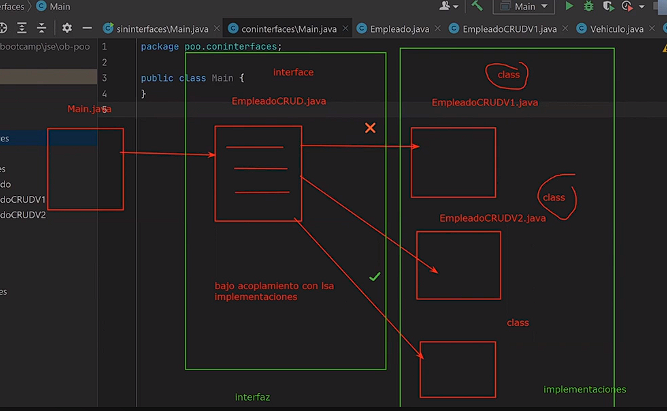 erfaces
Main
Main
sininterfaces\Main.java
coninterfaces\Main.java
Empleado.java
EmpleadoCRUDV1.java
Vehiculo.java
bootcamp\jse\ob-poo
1
package poo.coninterfaces;
2
3
public class Main {
4
}
5
Interface
class
Main.java
EmpleadoCRUD.java
EmpleadoCRUDV1.java
es
es
do
doCRUDV1
doCRUDV2
class
EmpleadoCRUDV2.java
bajo acoplamiento con lsa
implementaciones
es
class
implementaciones
interfaz